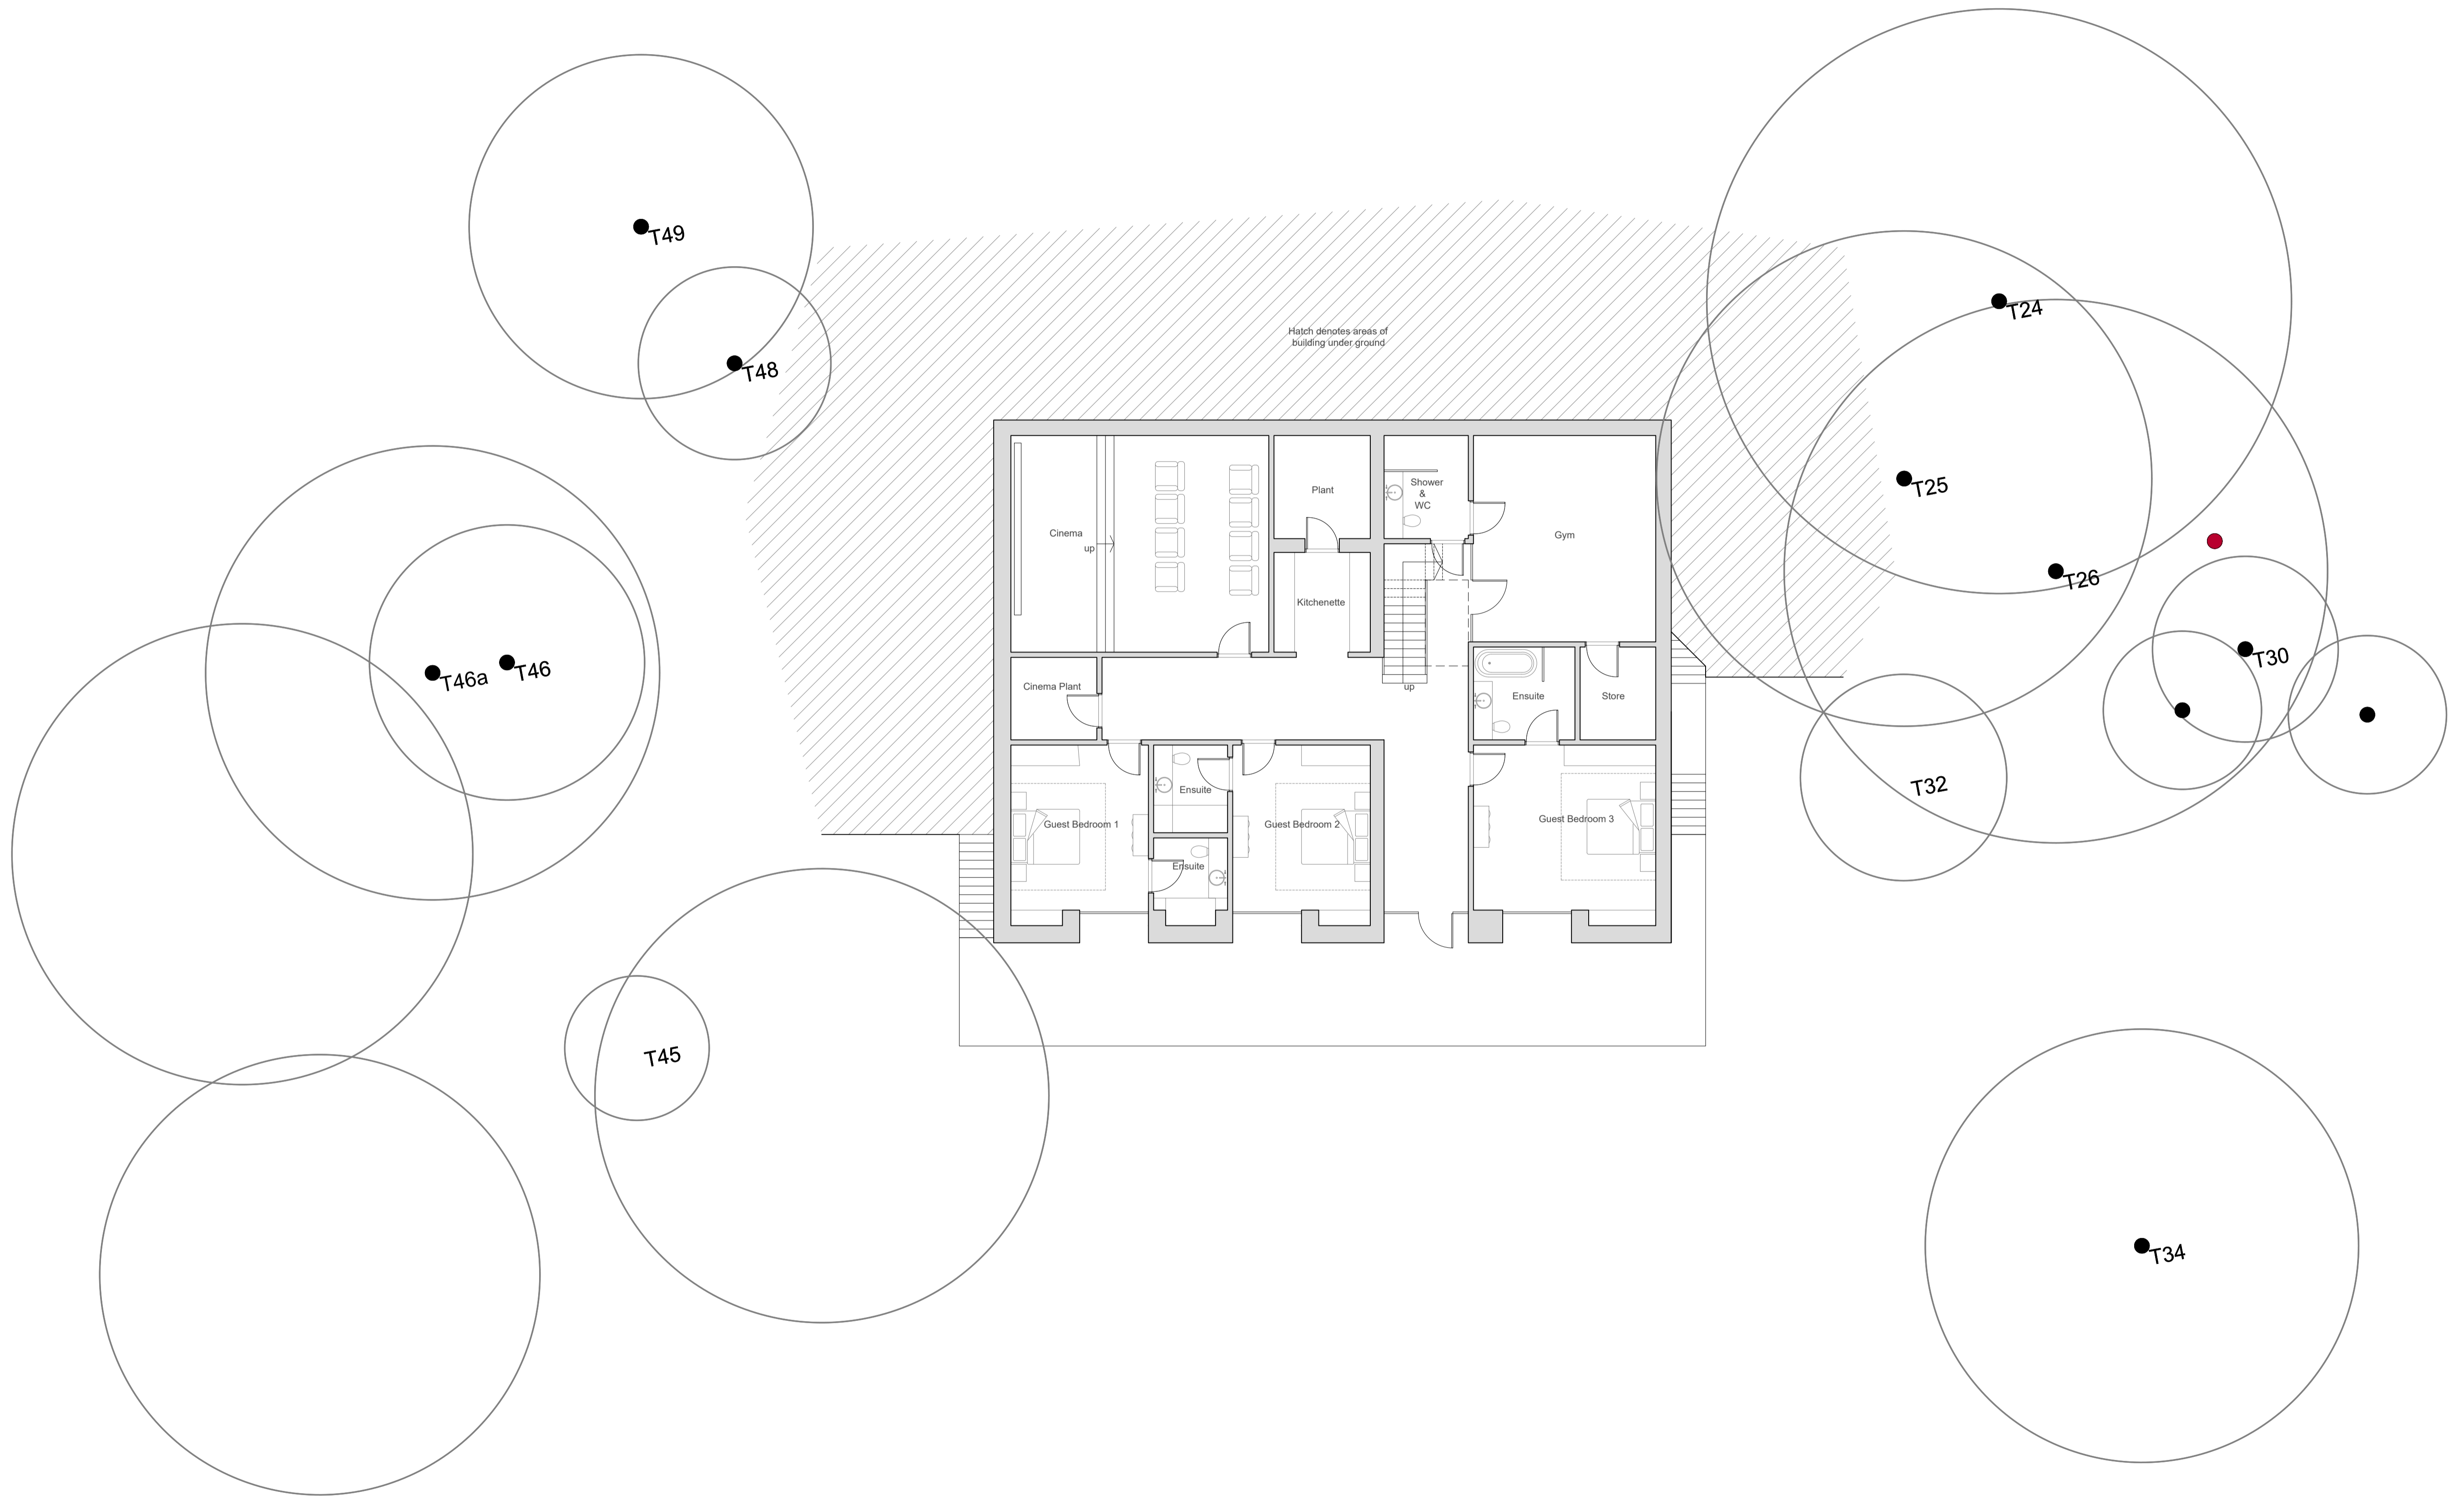 T49
T48
T24
T25
T26
T30
T32
T34
T46a
T46
T45
Hatch denotes areas of
building under ground
Cinema
up
Plant
Shower
&
WC
Gym
Kitchenette
Cinema Plant
up
Ensuite
Store
Guest Bedroom 1
Ensuite
Ensuite
Guest Bedroom 2
Guest Bedroom 3